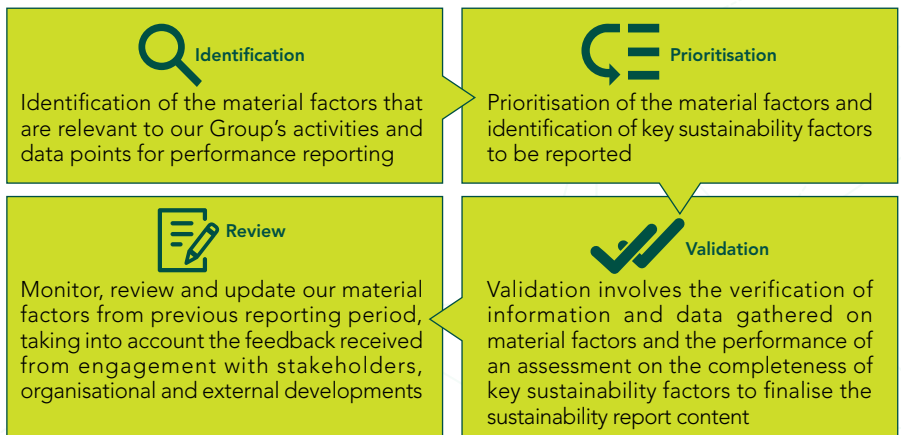 Identification
Identification of the material factors that
are relevant to our Group's activities and
data points for performance reporting
Prioritisation
Prioritisation of the material factors and
identification of key sustainability factors
to be reported
Validation
Validation involves the verification of
information and data gathered on
material factors and the performance of
an assessment on the completeness of
key sustainability factors to finalise the
sustainability report content
Review
Monitor, review and update our material
factors from previous reporting period,
taking into account the feedback received
from engagement with stakeholders,
organisational and external developments